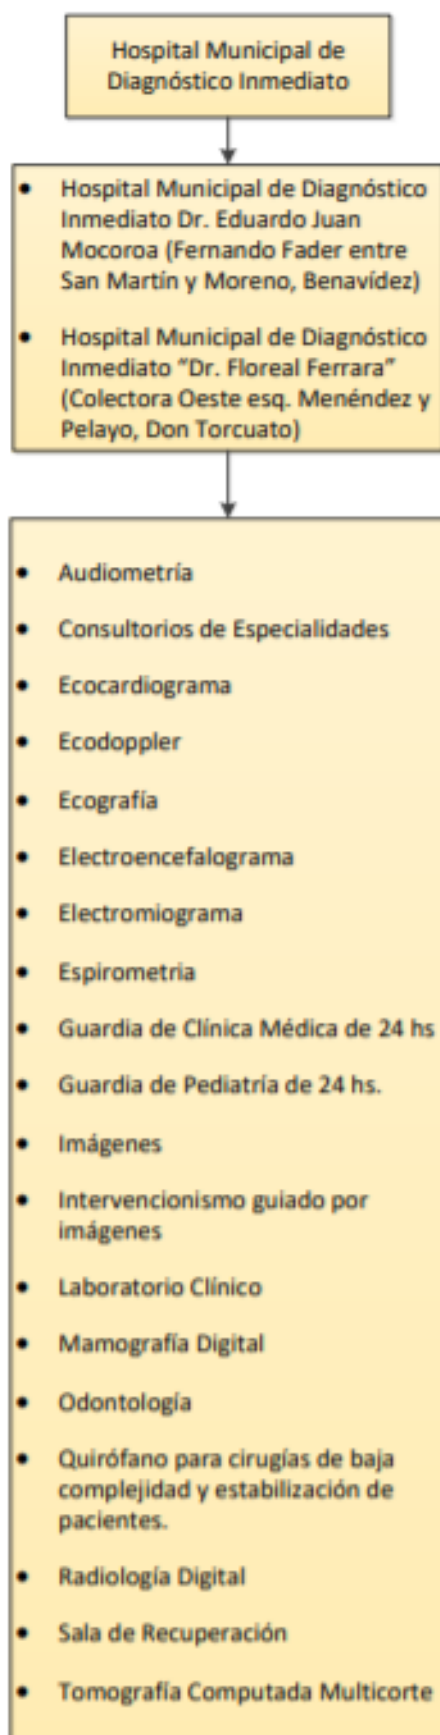 Hospital Municipal de
Diagnóstico Inmediato
• Hospital Municipal de Diagnóstico
Inmediato Dr. Eduardo Juan
Mocoroa (Fernando Fader entre
San Martín y Moreno, Benavídez)
• Hospital Municipal de Diagnóstico
Inmediato "Dr. Floreal Ferrara"
(Colectora Oeste esq. Menéndez y
Pelayo, Don Torcuato)
• Audiometría
• Consultorios de Especialidades
• Ecocardiograma
• Ecodoppler
• Ecografía
• Electroencefalograma
• Electromiograma
• Espirometria
• Guardia de Clínica Médica de 24 hs
• Guardia de Pediatría de 24 hs.
• Imágenes
• Intervencionismo guiado por
imágenes
• Laboratorio Clínico
• Mamografía Digital
• Odontología
• Quirófano para cirugías de baja
complejidad y estabilización de
pacientes.
• Radiología Digital
• Sala de Recuperación
• Tomografía Computada Multicorte